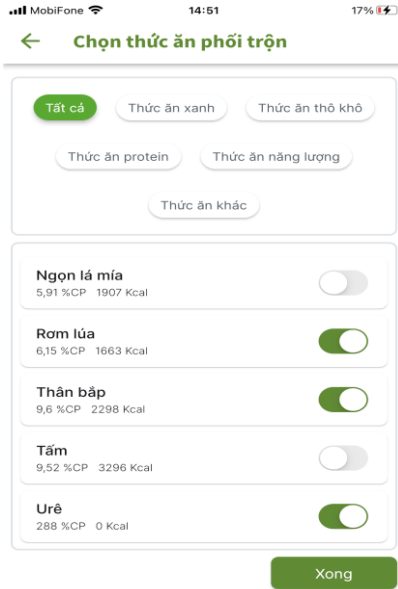 MobiFone 14:51 17%
Chọn thức ăn phối trộn
Tất cả Thức ăn xanh Thức ăn thô khô
Thức ăn protein Thức ăn năng lượng
Thức ăn khác
Ngọn lá mía
5,91 %CP 1907 Kcal
Rơm lúa
6,15 %CP 1663 Kcal
Thân bắp
9,6 %CP 2298 Kcal
Tấm
9,52 %CP 3296 Kcal
Urê
288 %CP 0 Kcal
Xong